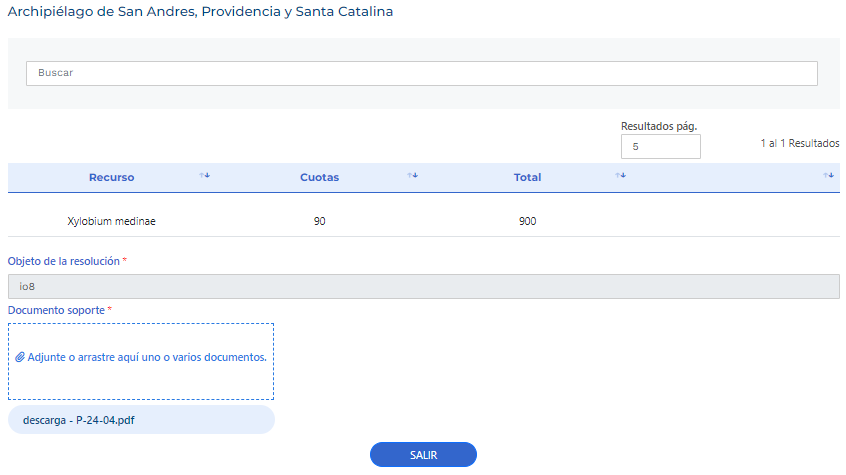 Archipiélago de San Andres, Providencia y Santa Catalina
Buscar
Resultados pág.
5
1 al 1 Resultados
Recurso Cuotas Total
Xylobium medinae 90 900
Objeto de la resolución *
io8
Documento soporte *
Adjunte o arrastre aquí uno o varios documentos.
descarga - P-24-04.pdf
SALIR